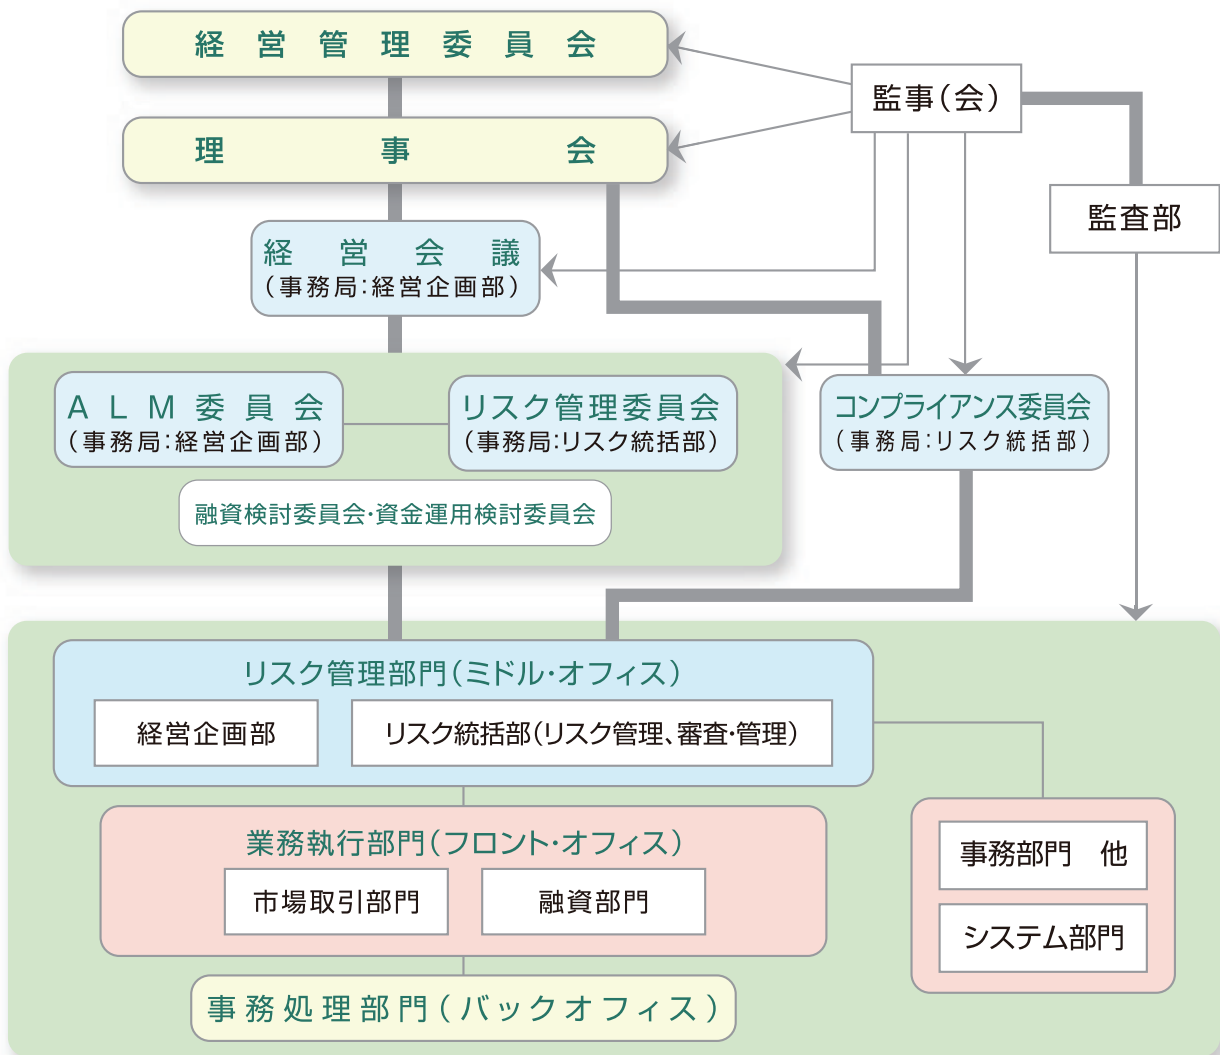 経営管理委員会
監事(会)
理事会
監査部
経営会議
(事務局:経営企画部)
ALM委員会
(事務局:経営企画部)
リスク管理委員会
(事務局:リスク統括部)
コンプライアンス委員会
(事務局:リスク統括部)
融資検討委員会・資金運用検討委員会
リスク管理部門(ミドル・オフィス)
経営企画部
リスク統括部(リスク管理、審査・管理)
業務執行部門(フロント・オフィス)
市場取引部門
融資部門
事務部門 他
システム部門
事務処理部門(バックオフィス)